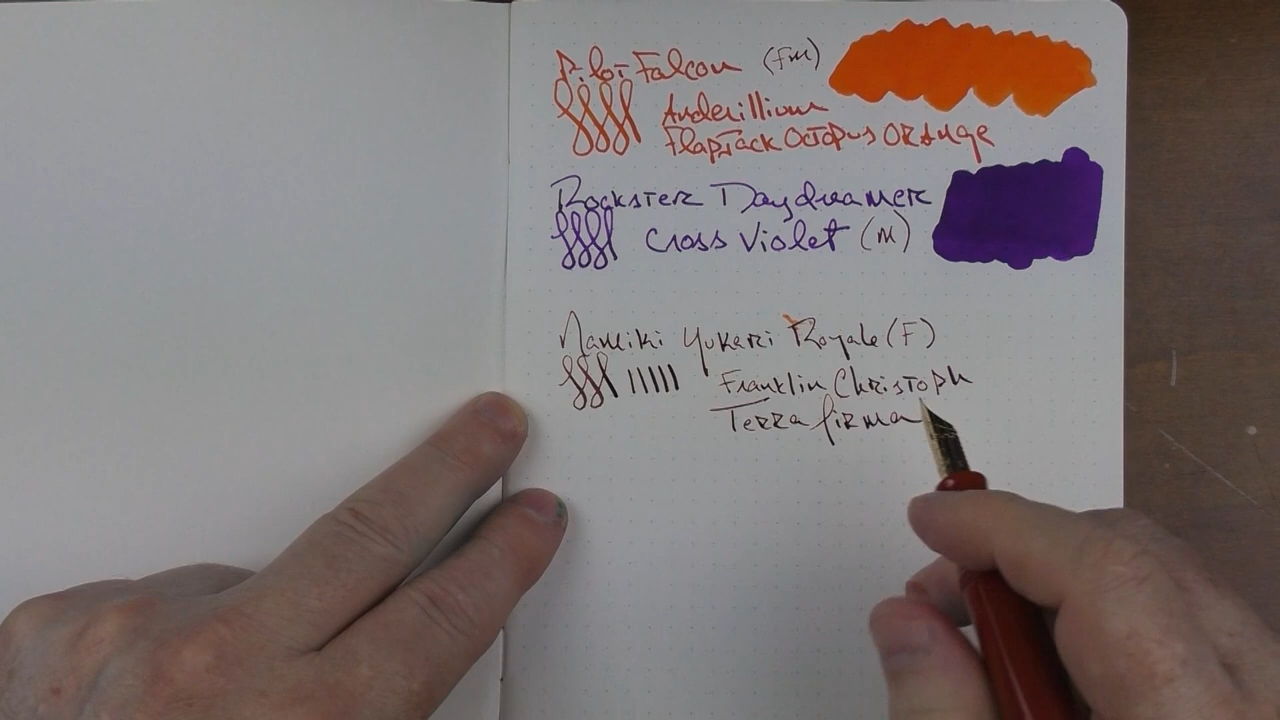 Pilot Falcon (FM)
Anderillium
Flapjack Octopus Orange
Rockster Daydreamer
Cross Violet (M)
Namiki Yukari Royale (F)
Franklin Christoph
Terra firma